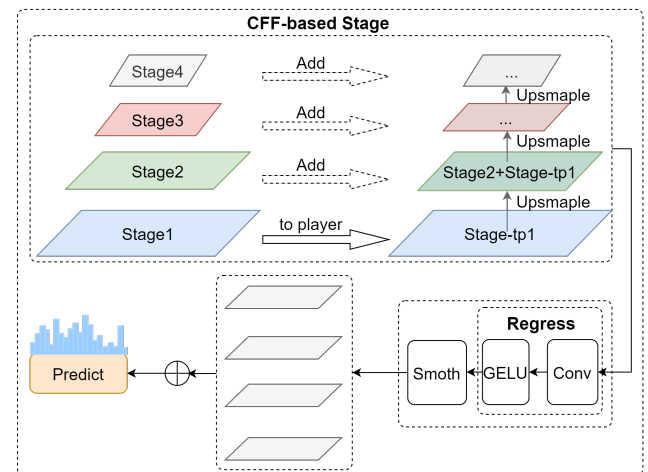 CFF-based Stage
Stage4
Add
...
Upsmaple
Stage3
Add
...
Upsmaple
Stage2
Add
Stage2+Stage-tp1
Upsmaple
Stage1
to player
Stage-tp1
Regress
Predict
Smoth
GELU
Conv